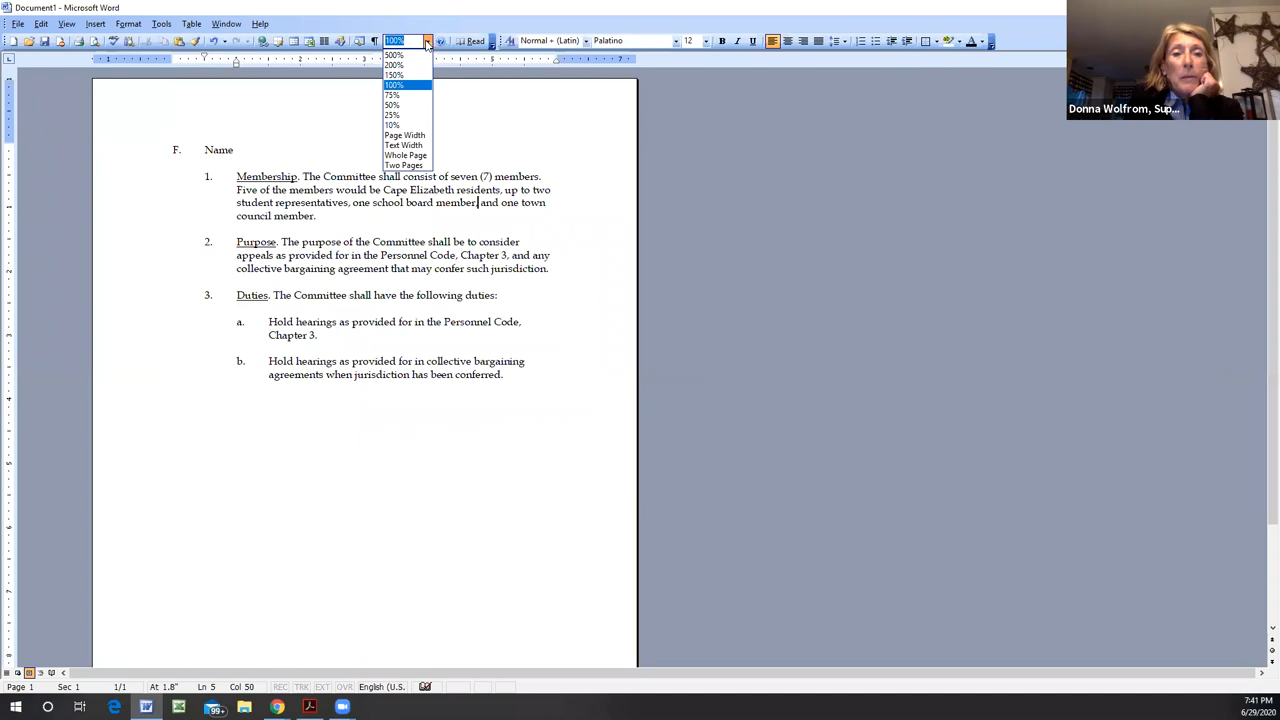 Document1 - Microsoft Word
File Edit View Insert Format Tools Table Window Help
100% Read Normal + (Latin) Palatino 12 B I U
500%
200%
150%
100%
75%
50%
25%
10%
Page Width
Text Width
Whole Page
Two Pages
Donna Wolfrom, Sup...
F. Name
1. Membership. The Committee shall consist of seven (7) members.
Five of the members would be Cape Elizabeth residents, up to two
student representatives, one school board member, and one town
council member.
2. Purpose. The purpose of the Committee shall be to consider
appeals as provided for in the Personnel Code, Chapter 3, and any
collective bargaining agreement that may confer such jurisdiction.
3. Duties. The Committee shall have the following duties:
a. Hold hearings as provided for in the Personnel Code,
Chapter 3.
b. Hold hearings as provided for in collective bargaining
agreements when jurisdiction has been conferred.
Page 1 Sec 1 1/1 At 1.8" Ln 5 Col 50 REC TRK EXT OVR English (U.S.
99+
7:41 PM
6/29/2020